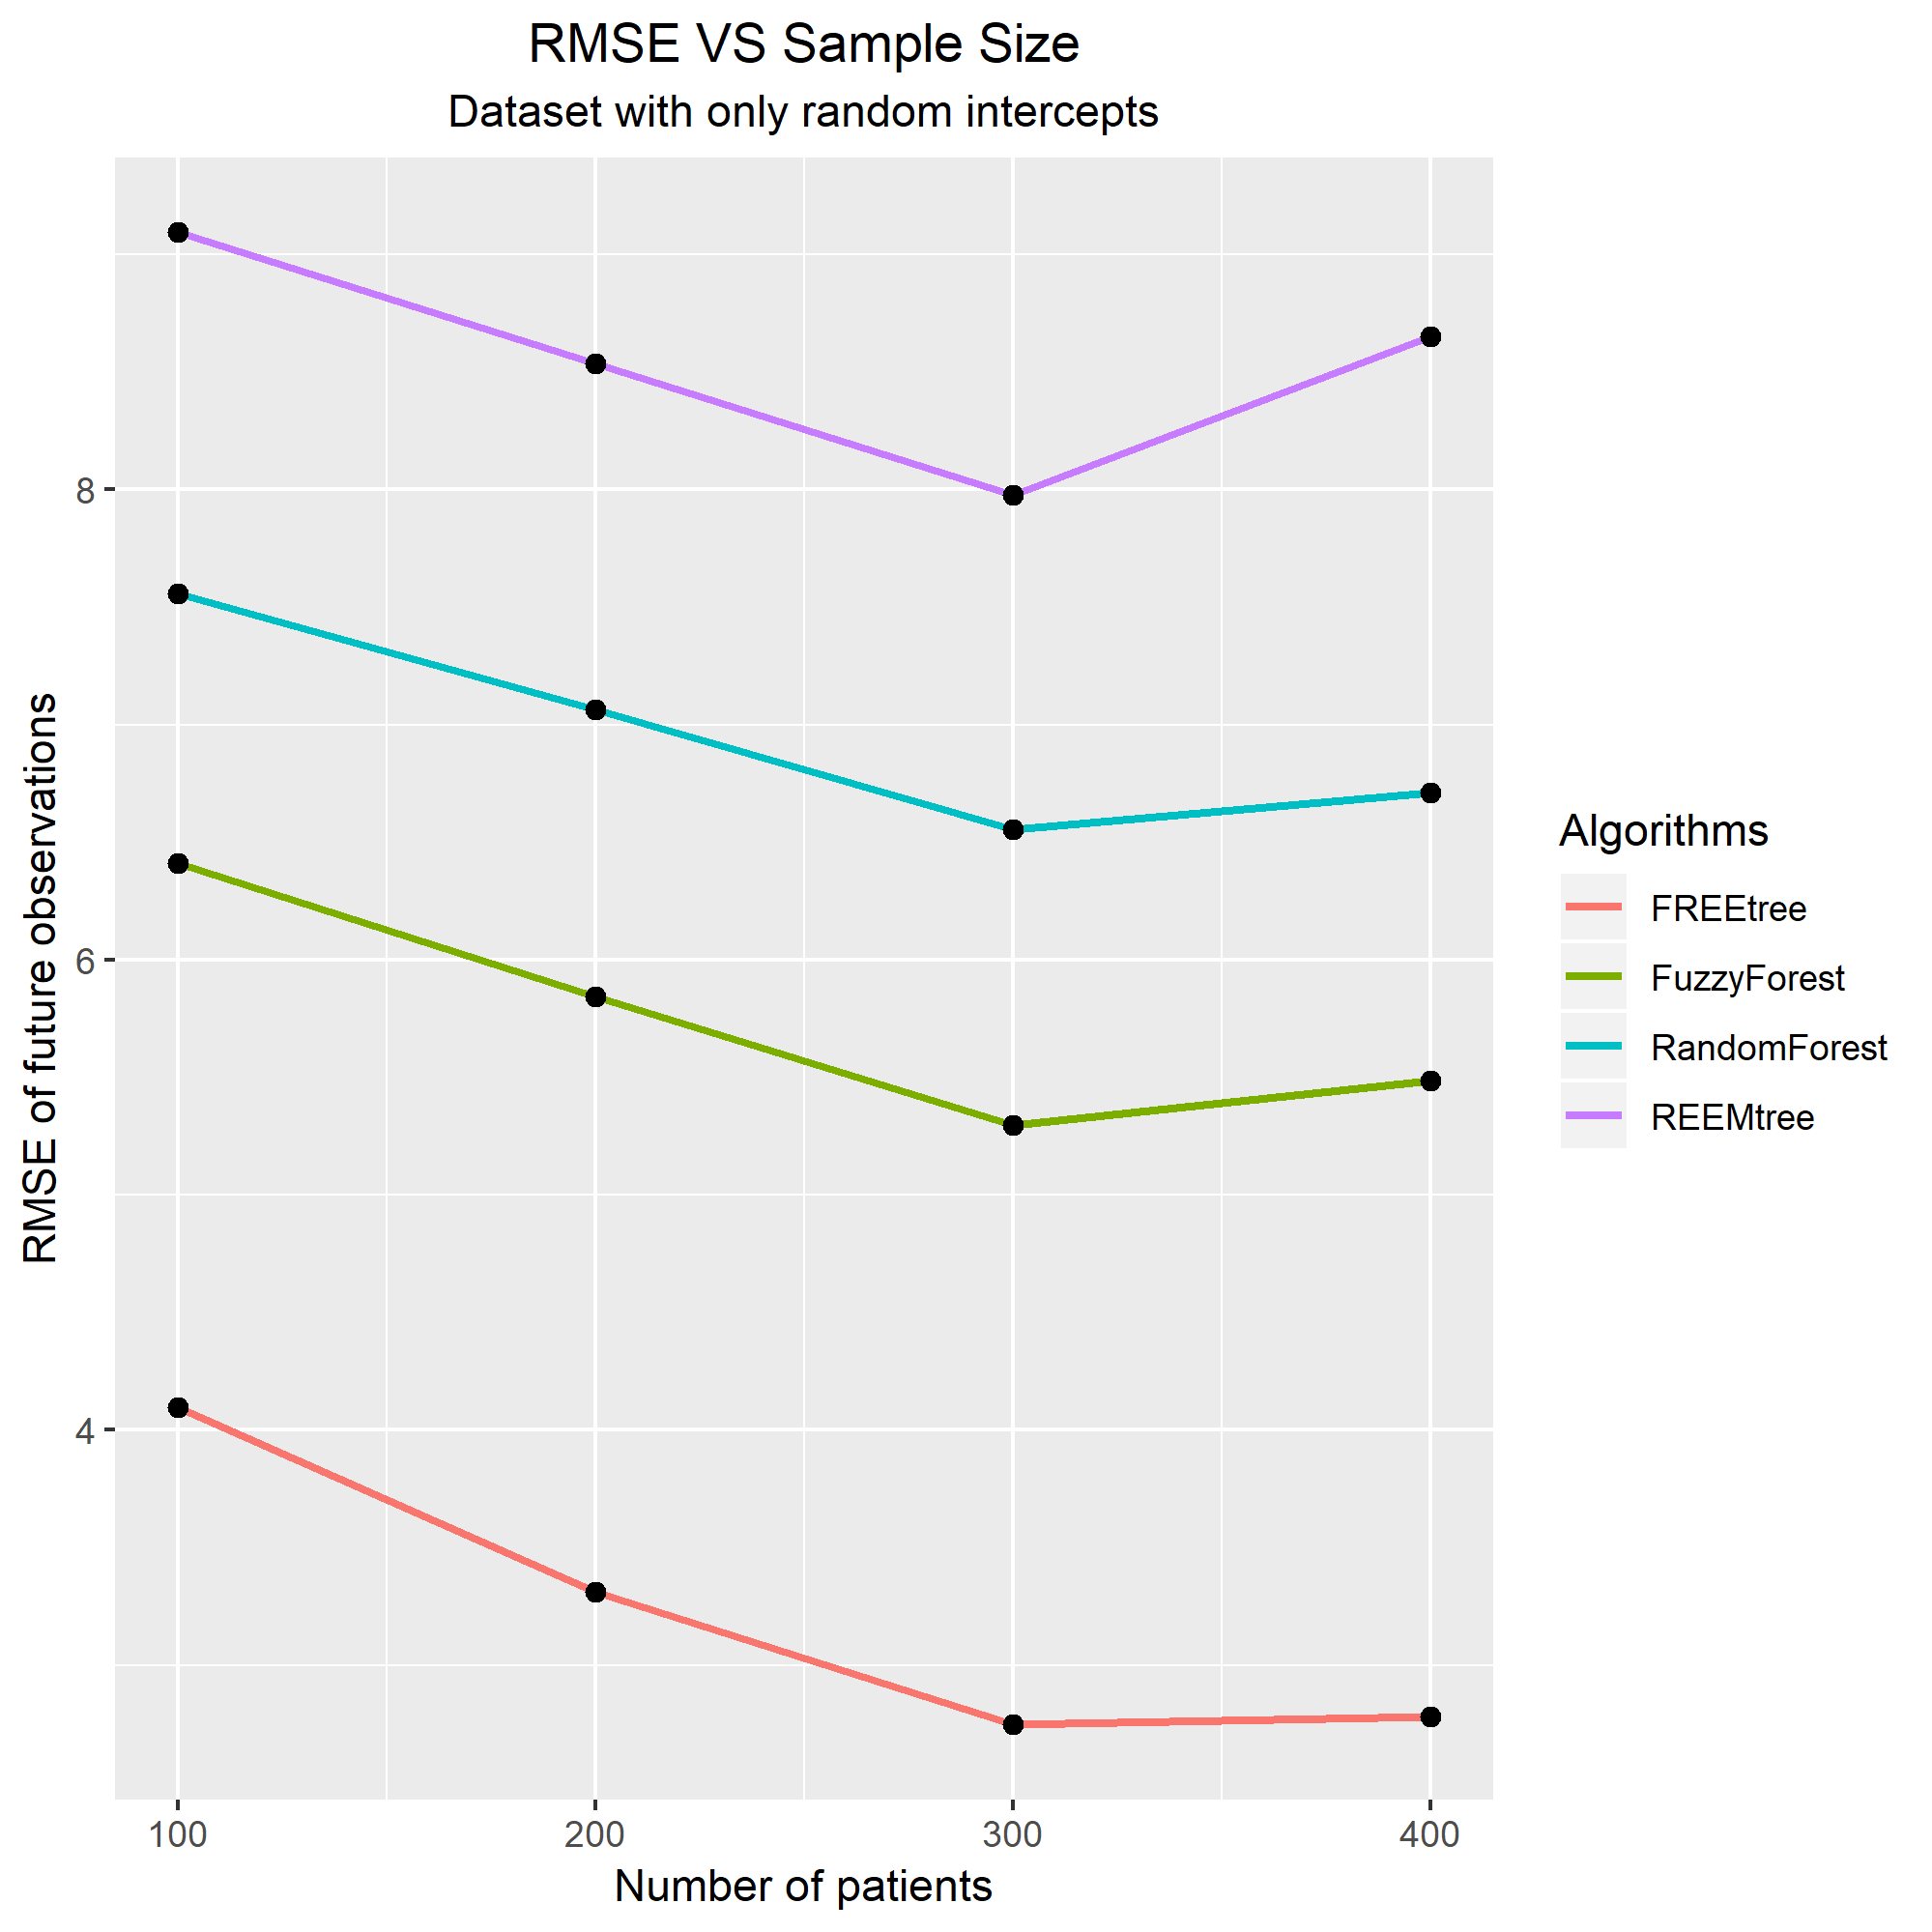 RMSE VS Sample Size
Dataset with only random intercepts
RMSE of future observations
8
6
4
100 200 300 400
Number of patients
Algorithms
FREEtree
FuzzyForest
RandomForest
REEMtree